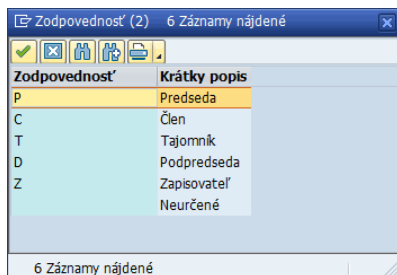 Zodpovednosť (2) 6 Záznamy nájdené
Zodpovednosť Krátky popis
P Predseda
C Člen
T Tajomník
D Podpredseda
Z Zapisovateľ
Neurčené
6 Záznamy nájdené